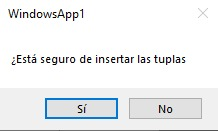 WindowsApp1
¿Está seguro de insertar las tuplas
Sí
No